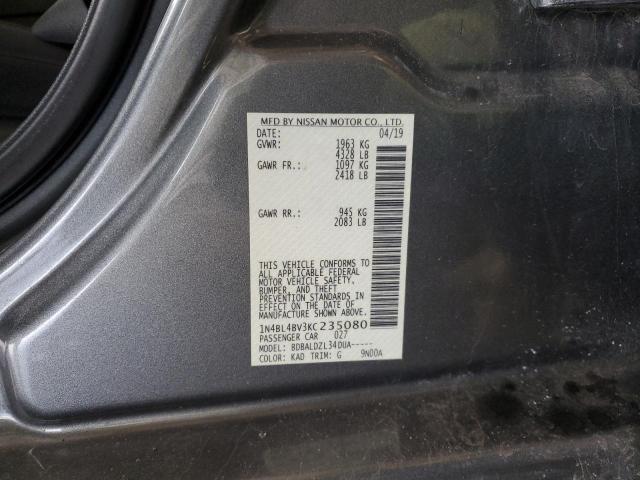 MFD BY NISSAN MOTOR CO., LTD.
DATE: 04/19
GVWR: 1963 KG
4328 LB
GAWR FR.: 1097 KG
2418 LB
GAWR RR.: 945 KG
2083 LB
THIS VEHICLE CONFORMS TO
ALL APPLICABLE FEDERAL
MOTOR VEHICLE SAFETY,
BUMPER, AND THEFT
PREVENTION STANDARDS IN
EFFECT ON THE DATE OF
MANUFACTURE SHOWN ABOVE.
1N4BL4BV3KC235080
PASSENGER CAR 027
MODEL: BDBALDZL34DUA-----
COLOR: KAD TRIM: G 9N00A